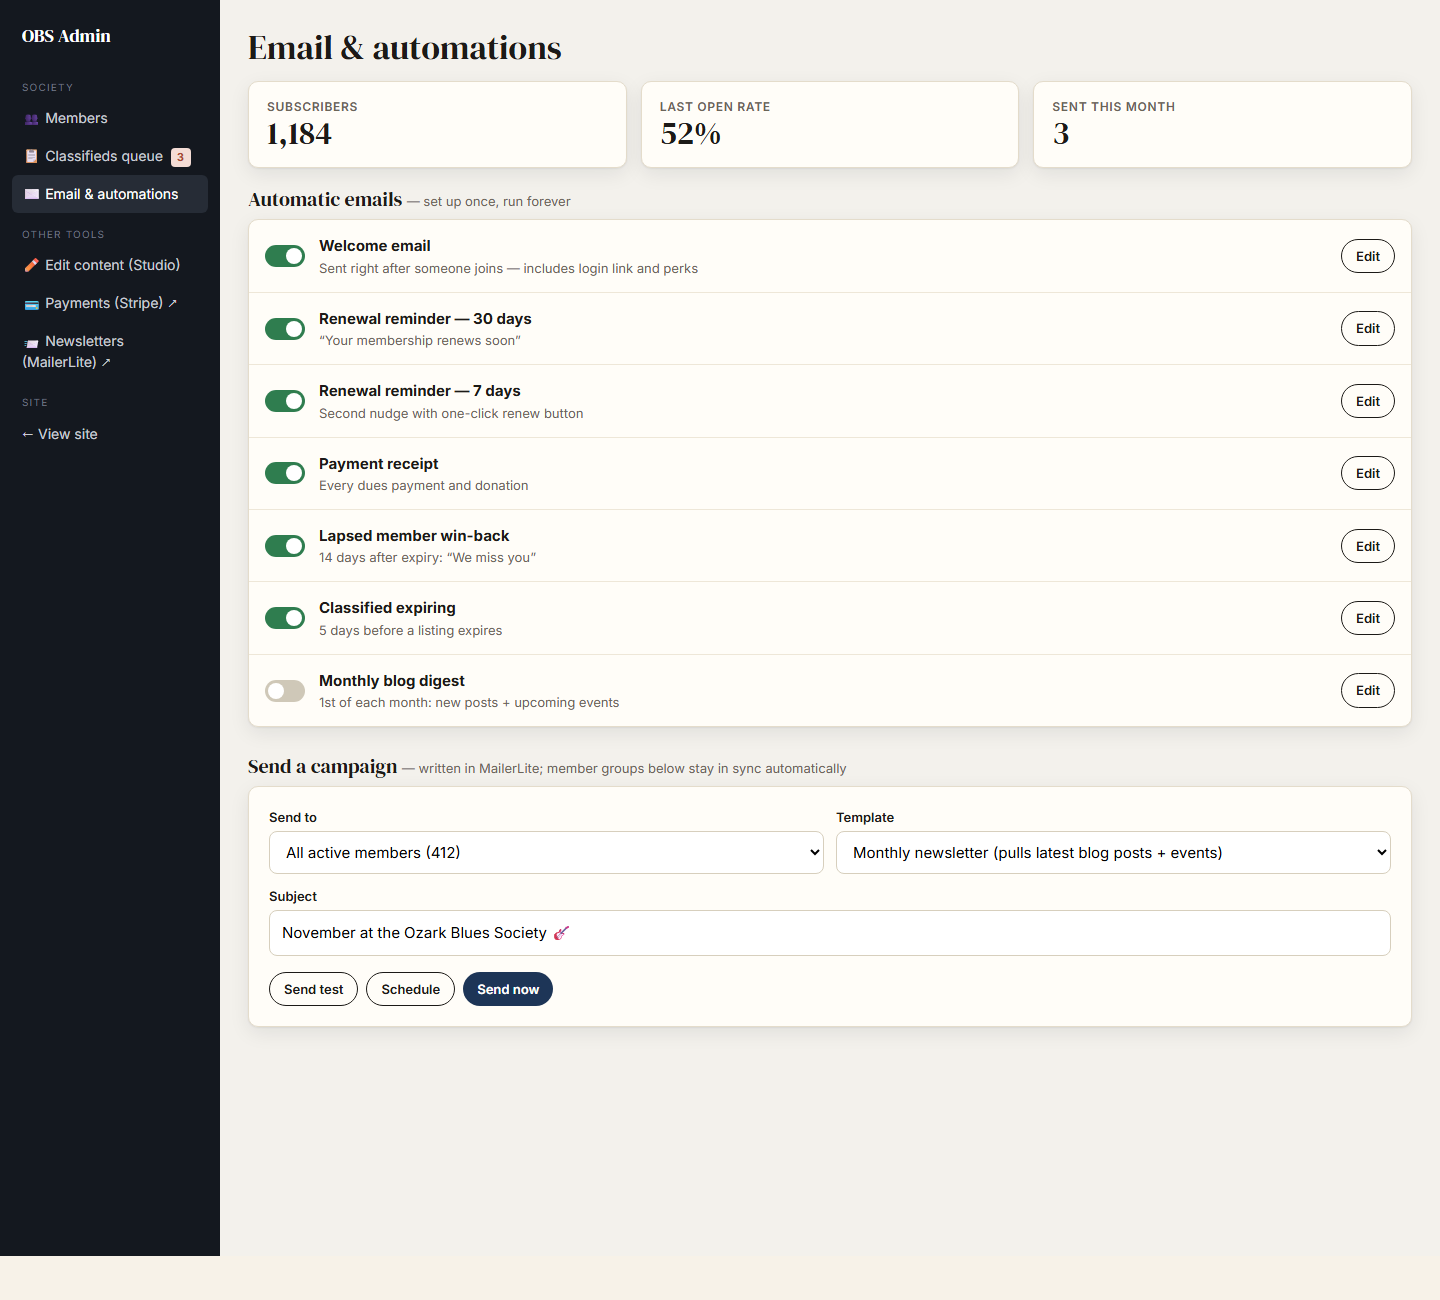 OBS Admin
SOCIETY
👥 Members
📋 Classifieds queue 3
✉️ Email & automations
OTHER TOOLS
✏️ Edit content (Studio)
💳 Payments (Stripe) ↗
📨 Newsletters
(MailerLite) ↗
SITE
← View site
Email & automations
SUBSCRIBERS
1,184
LAST OPEN RATE
52%
SENT THIS MONTH
3
Automatic emails — set up once, run forever
Welcome email
Sent right after someone joins — includes login link and perks
Edit
Renewal reminder — 30 days
“Your membership renews soon”
Edit
Renewal reminder — 7 days
Second nudge with one-click renew button
Edit
Payment receipt
Every dues payment and donation
Edit
Lapsed member win-back
14 days after expiry: “We miss you”
Edit
Classified expiring
5 days before a listing expires
Edit
Monthly blog digest
1st of each month: new posts + upcoming events
Edit
Send a campaign — written in MailerLite; member groups below stay in sync automatically
Send to
All active members (412)
Template
Monthly newsletter (pulls latest blog posts + events)
Subject
November at the Ozark Blues Society 🎸
Send test
Schedule
Send now